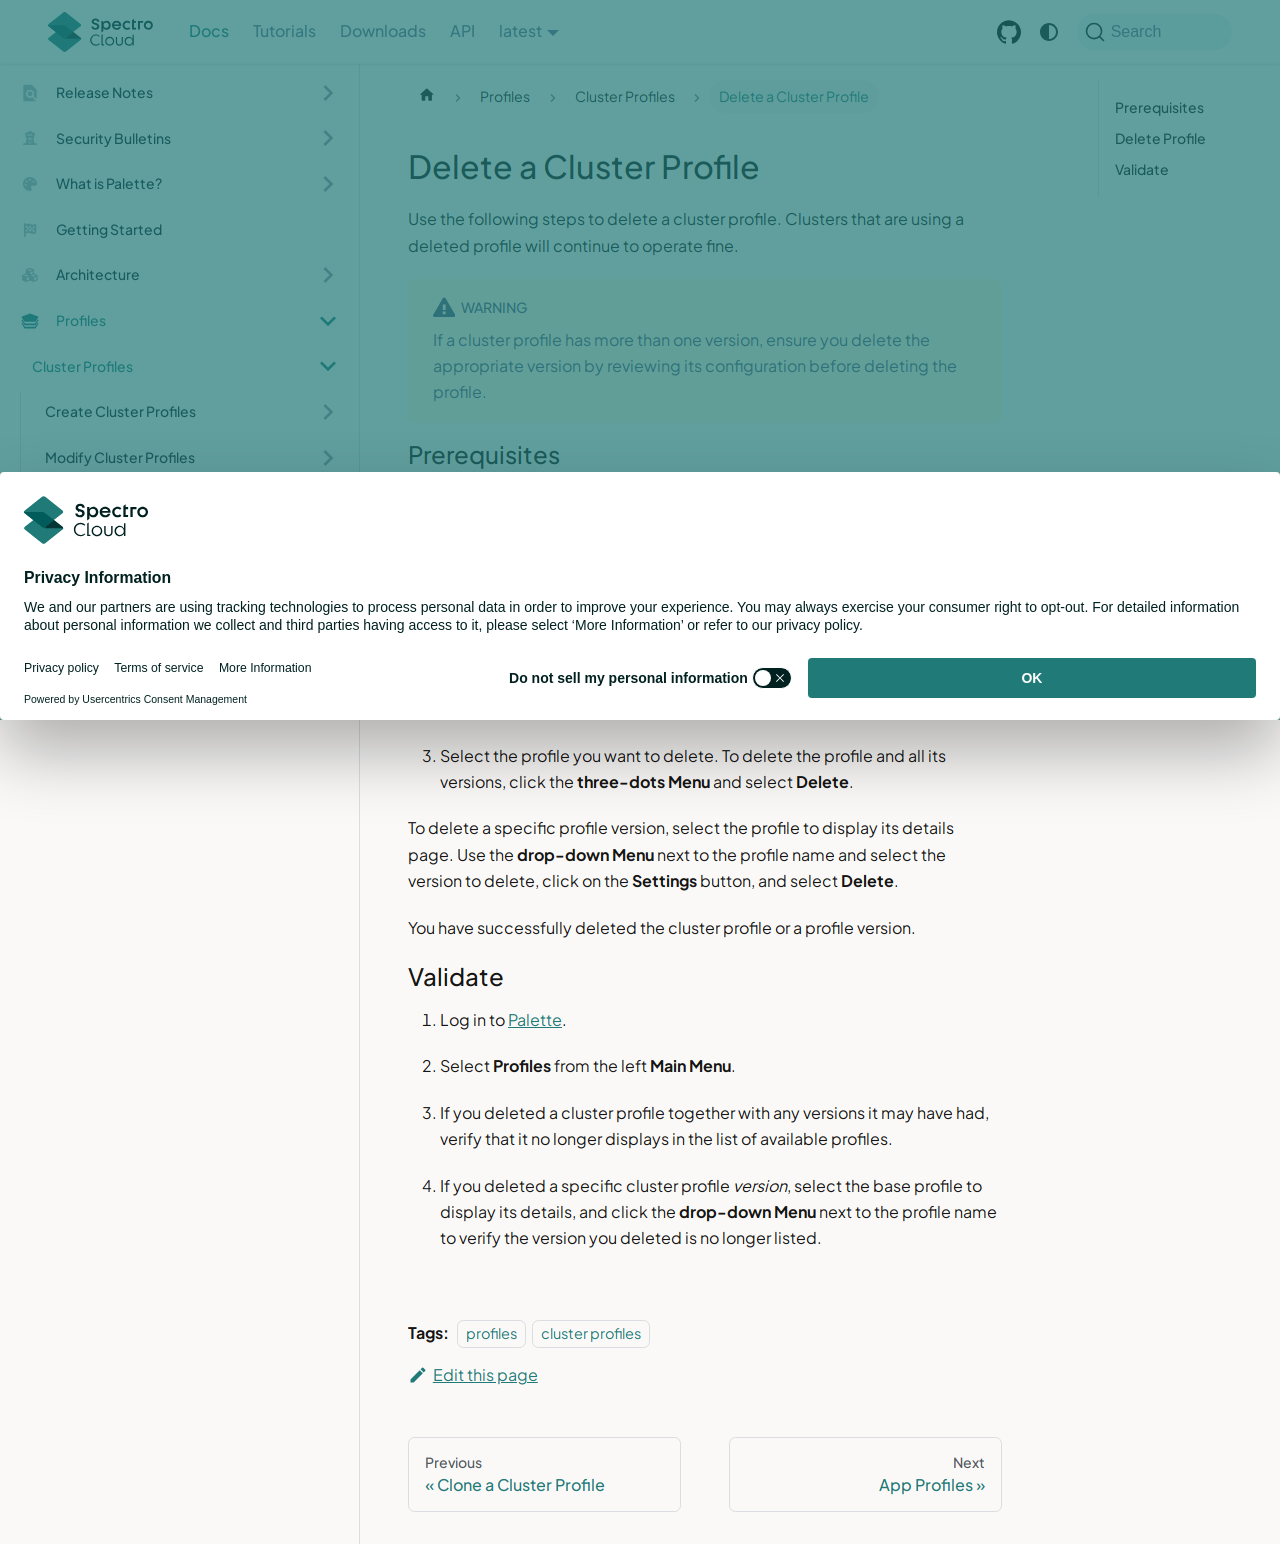 Spectro Cloud
Docs
Tutorials
Downloads
API
latest
Search
Release Notes
Security Bulletins
What is Palette?
Getting Started
Architecture
Profiles
Cluster Profiles
Create Cluster Profiles
Modify Cluster Profiles
Profiles
Cluster Profiles
Delete a Cluster Profile
Prerequisites
Delete Profile
Validate
Delete a Cluster Profile
Use the following steps to delete a cluster profile. Clusters that are using a
deleted profile will continue to operate fine.
WARNING
If a cluster profile has more than one version, ensure you delete the
appropriate version by reviewing its configuration before deleting the
profile.
Prerequisites
Spectro
Cloud
Privacy Information
We and our partners are using tracking technologies to process personal data in order to improve your experience. You may always exercise your consumer right to opt-out. For detailed information
about personal information we collect and third parties having access to it, please select ‘More Information’ or refer to our privacy policy.
Privacy policy
Terms of service
More Information
Powered by Usercentrics Consent Management
Do not sell my personal information
OK
3. Select the profile you want to delete. To delete the profile and all its
versions, click the three-dots Menu and select Delete.
To delete a specific profile version, select the profile to display its details
page. Use the drop-down Menu next to the profile name and select the
version to delete, click on the Settings button, and select Delete.
You have successfully deleted the cluster profile or a profile version.
Validate
1. Log in to Palette.
2. Select Profiles from the left Main Menu.
3. If you deleted a cluster profile together with any versions it may have had,
verify that it no longer displays in the list of available profiles.
4. If you deleted a specific cluster profile version, select the base profile to
display its details, and click the drop-down Menu next to the profile name
to verify the version you deleted is no longer listed.
Tags:
profiles
cluster profiles
Edit this page
Previous
« Clone a Cluster Profile
Next
App Profiles »